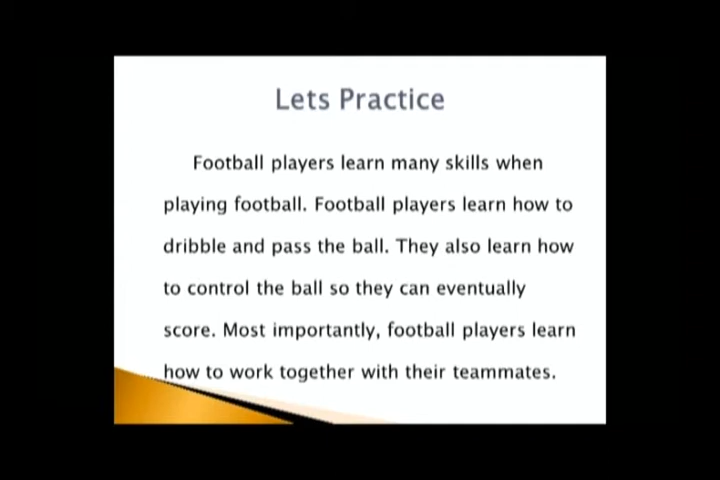 Lets Practice
Football players learn many skills when
playing football. Football players learn how to
dribble and pass the ball. They also learn how
to control the ball so they can eventually
score. Most importantly, football players learn
how to work together with their teammates.